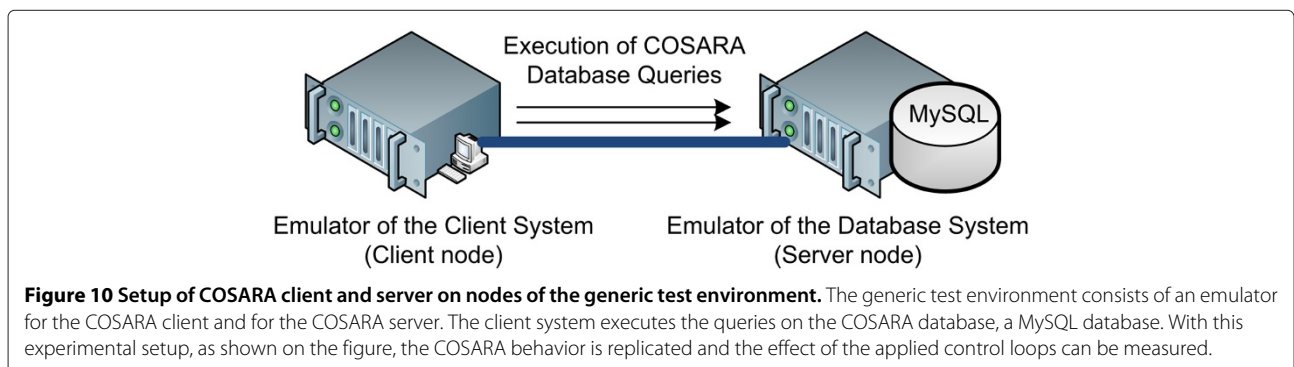 Execution of COSARA
Database Queries
MySQL
Emulator of the Client System
(Client node)
Emulator of the Database System
(Server node)
Figure 10 Setup of COSARA client and server on nodes of the generic test environment. The generic test environment consists of an emulator
for the COSARA client and for the COSARA server. The client system executes the queries on the COSARA database, a MySQL database. With this
experimental setup, as shown on the figure, the COSARA behavior is replicated and the effect of the applied control loops can be measured.